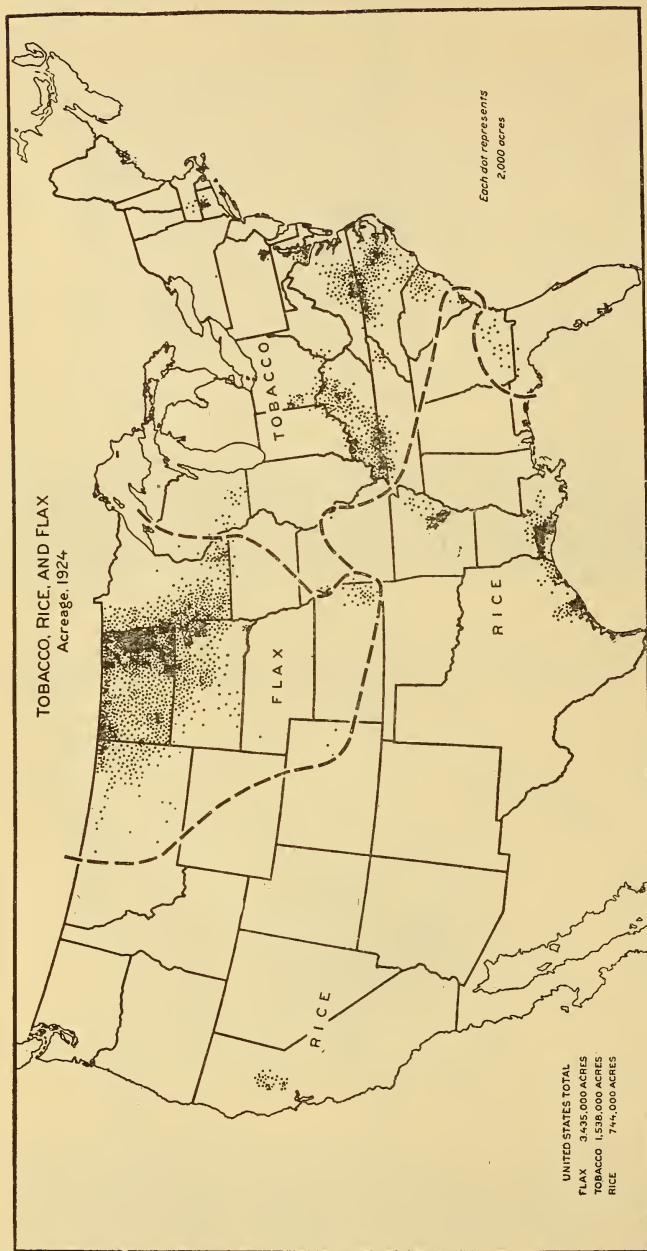 TOBACCO, RICE, AND FLAX
Acreage. 1924
TOBACCO
FLAX
RICE
RICE
Each dot represents
2,000 acres
UNITED STATES TOTAL
FLAX 3,435,000 ACRES
TOBACCO 1,538,000 ACRES
RICE 744,000 ACRES